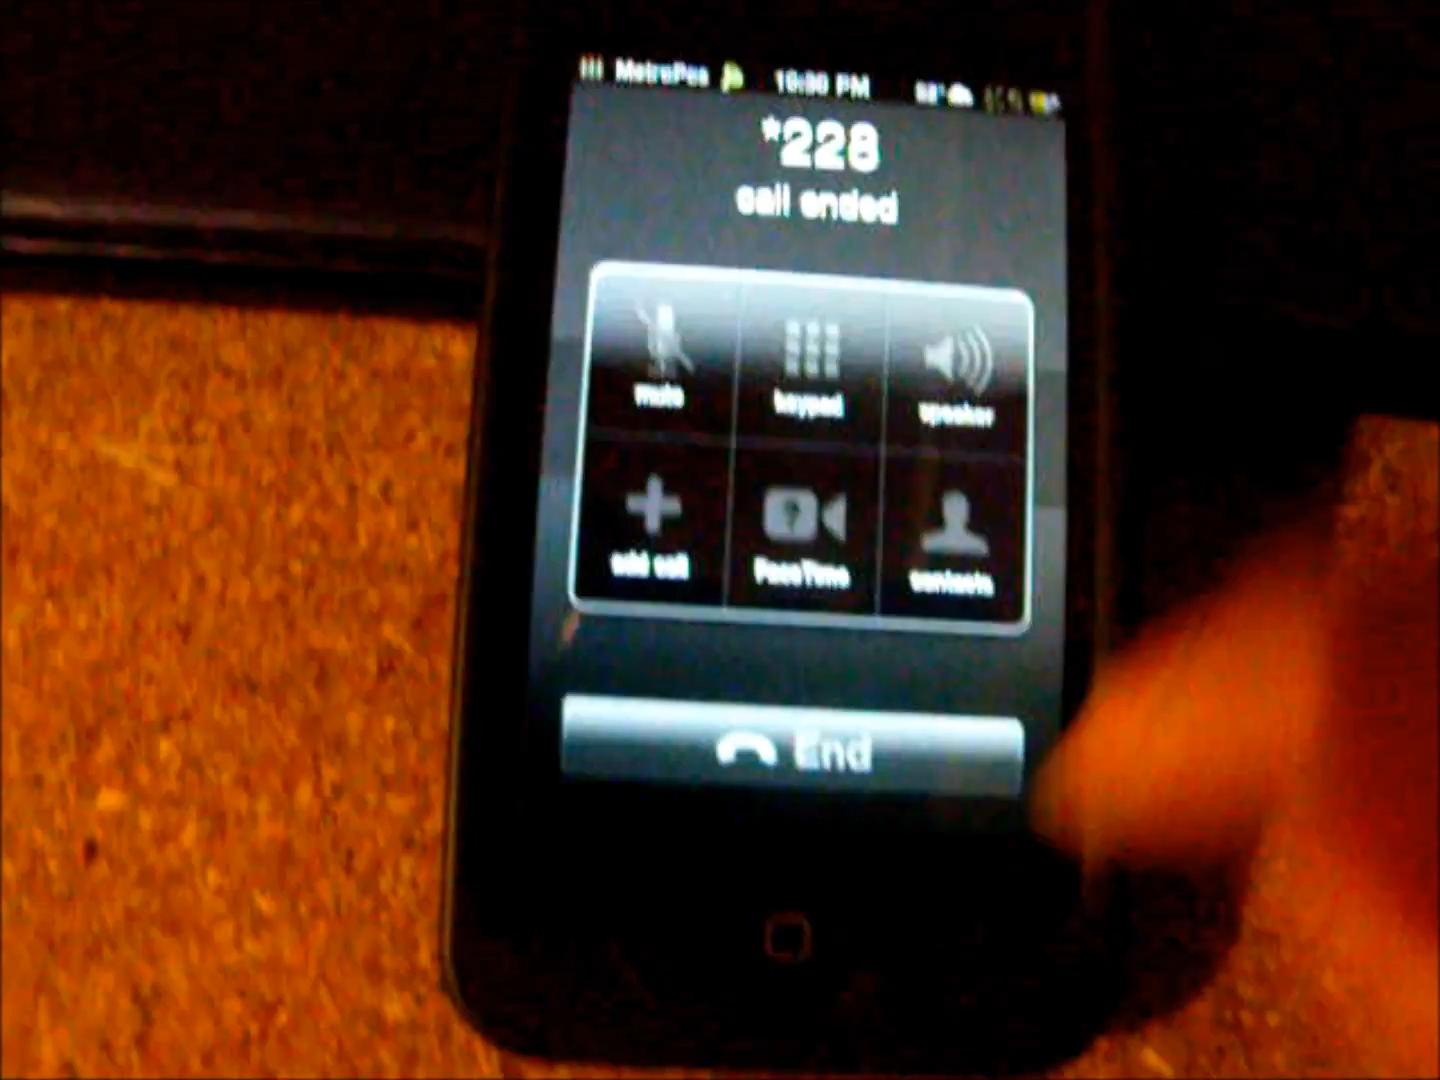 MetroPcs 10:30 PM
*228
call ended
mute keypad speaker
add call FaceTime contacts
End